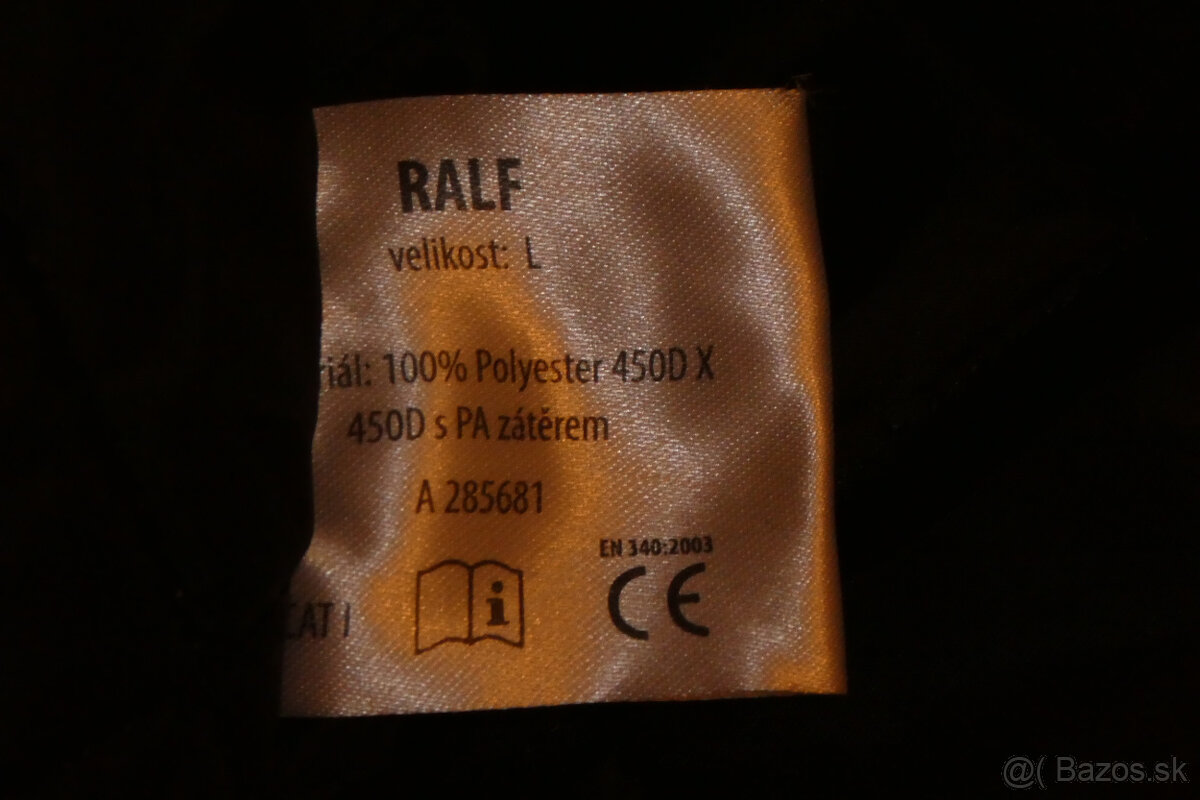 RALF
velikost: L
riál: 100% Polyester 450D X
450D s PA zátěrem
A 285681
EN 340:2003
CAT I
i
CE
@( Bazos.sk